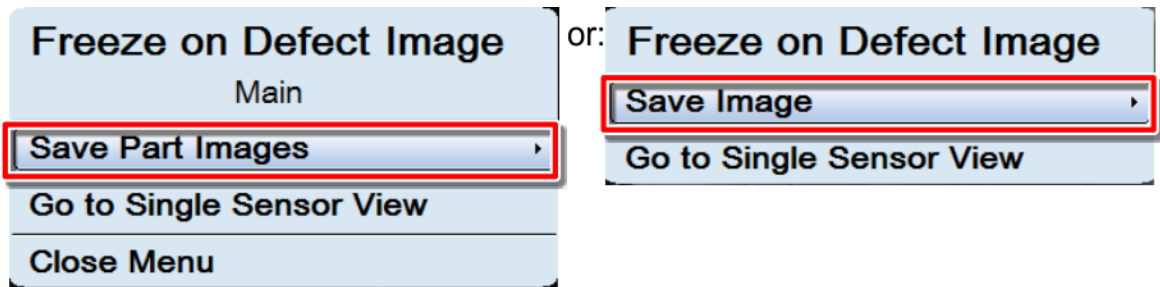 Freeze on Defect Image
Main
Save Part Images
Go to Single Sensor View
Close Menu
or:
Freeze on Defect Image
Save Image
Go to Single Sensor View